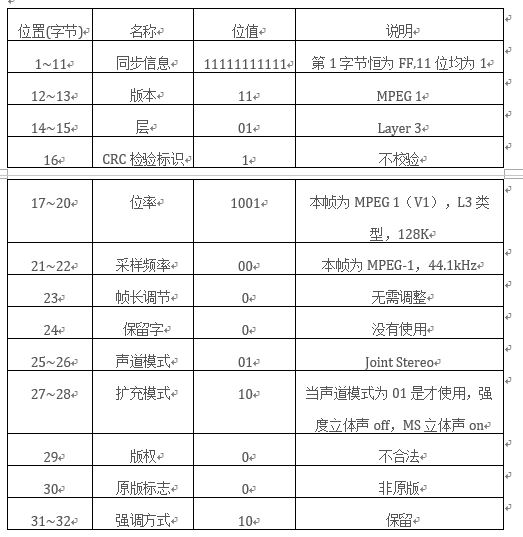 位置(字节) 名称 位值 说明
1~11 同步信息 11111111111 第 1 字节恒为 FF,11 位均为 1
12~13 版本 11 MPEG 1
14~15 层 01 Layer 3
16 CRC 检验标识 1 不校验
17~20 位率 1001 本帧为 MPEG 1（V1），L3 类
型，128K
21~22 采样频率 00 本帧为 MPEG-1，44.1kHz
23 帧长调节 0 无需调整
24 保留字 0 没有使用
25~26 声道模式 01 Joint Stereo
27~28 扩充模式 10 当声道模式为 01 是才使用，强
度立体声 off，MS 立体声 on
29 版权 0 不合法
30 原版标志 0 非原版
31~32 强调方式 10 保留